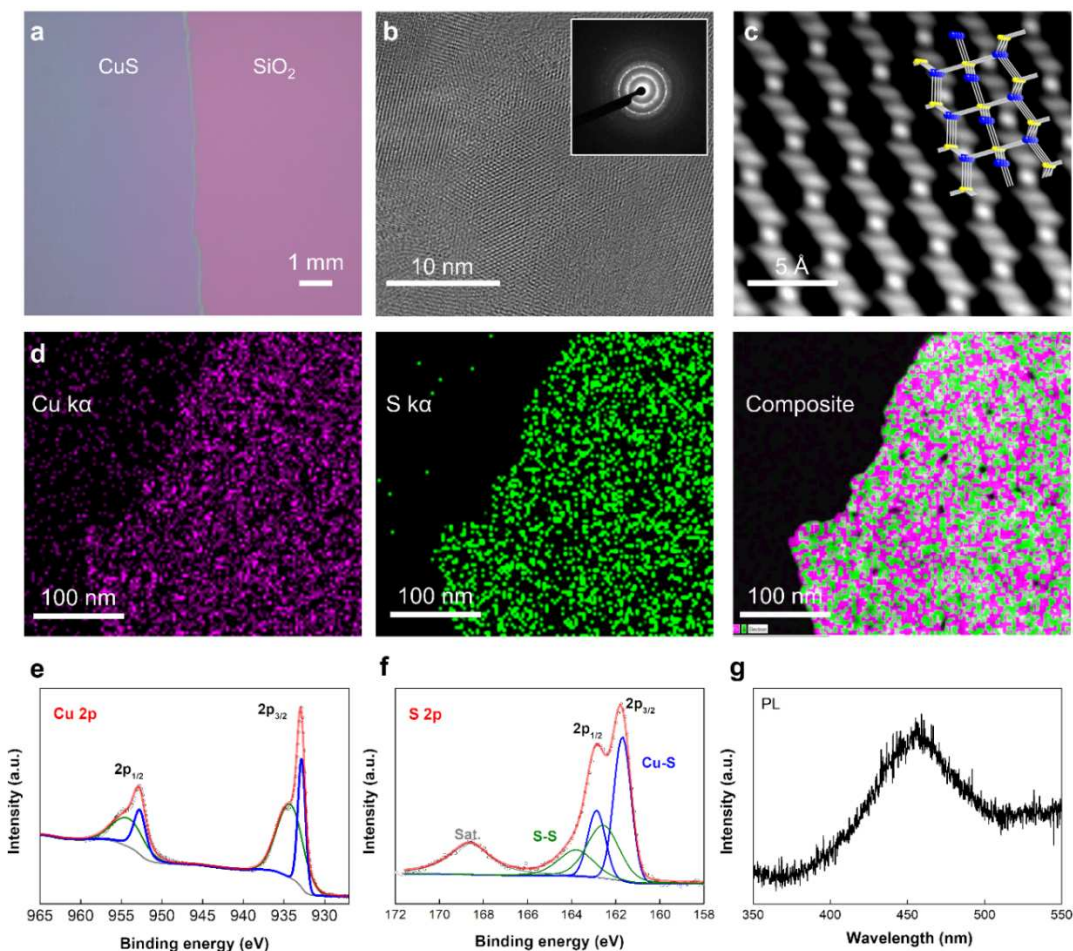 a
CuS
SiO₂
1 mm
b
10 nm
c
5 Å
d
Cu kα
100 nm
S kα
100 nm
Composite
100 nm
e
Cu 2p
2p₁/₂
2p₃/₂
Intensity (a.u.)
965 960 955 950 945 940 935 930
Binding energy (eV)
f
S 2p
2p₁/₂
2p₃/₂
Cu-S
S-S
Sat.
Intensity (a.u.)
172 170 168 166 164 162 160 158
Binding energy (eV)
g
PL
Intensity (a.u.)
350 400 450 500 550
Wavelength (nm)